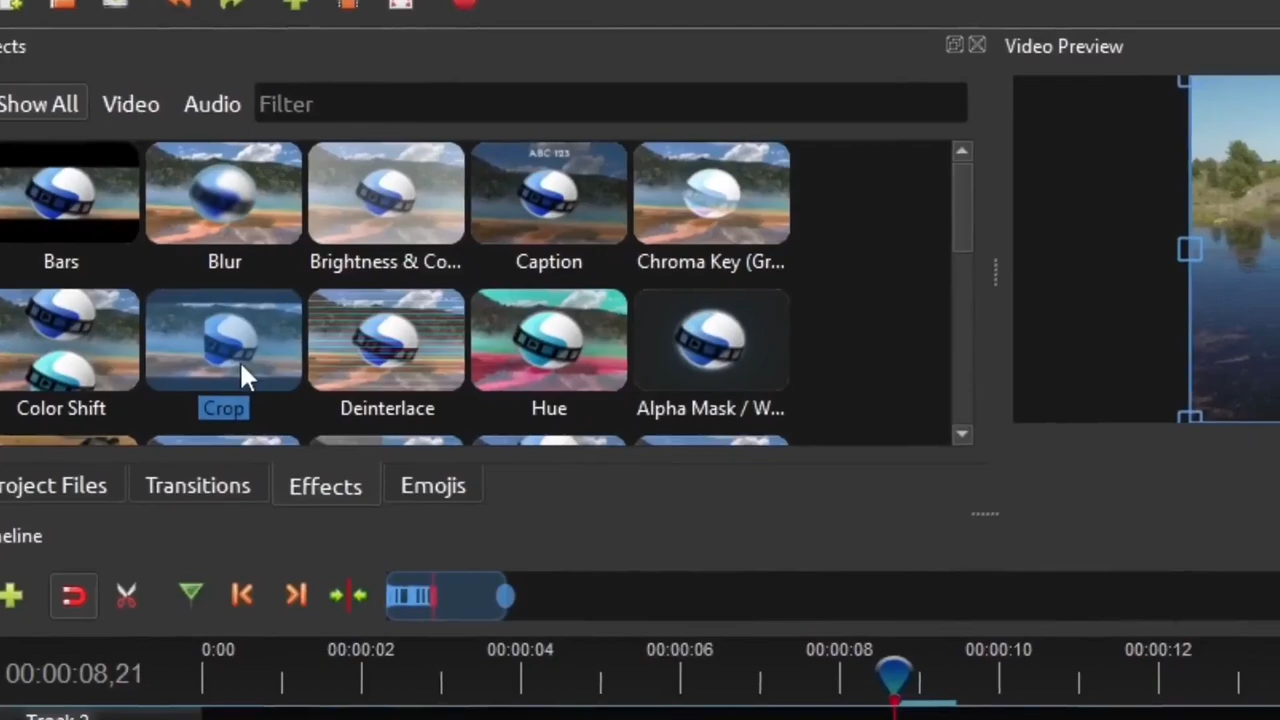 ects
Video Preview
Show All Video Audio Filter
ABC 123
Bars Blur Brightness & Co... Caption Chroma Key (Gr...
Color Shift Crop Deinterlace Hue Alpha Mask / W...
roject Files Transitions Effects Emojis
eline
0:00 00:00:02 00:00:04 00:00:06 00:00:08 00:00:10 00:00:12
00:00:08,21
Track 2